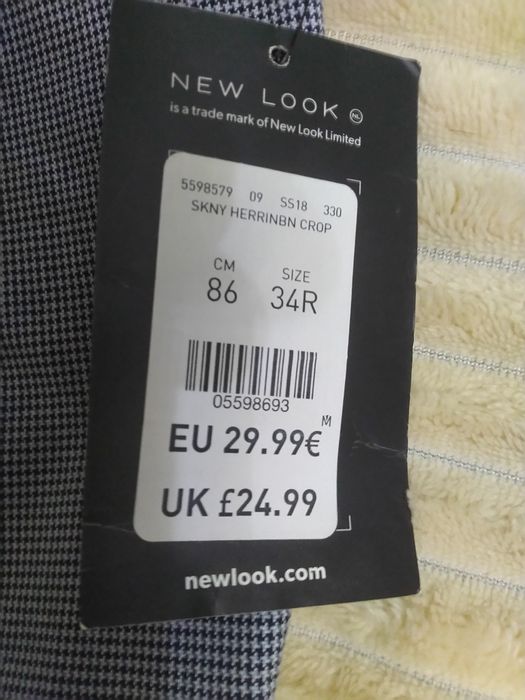 NEW LOOK NL
is a trade mark of New Look Limited
5598579 09 SS18 330
SKNY HERRINBN CROP
CM SIZE
86 34R
05598693
M
EU 29.99€
UK £24.99
newlook.com